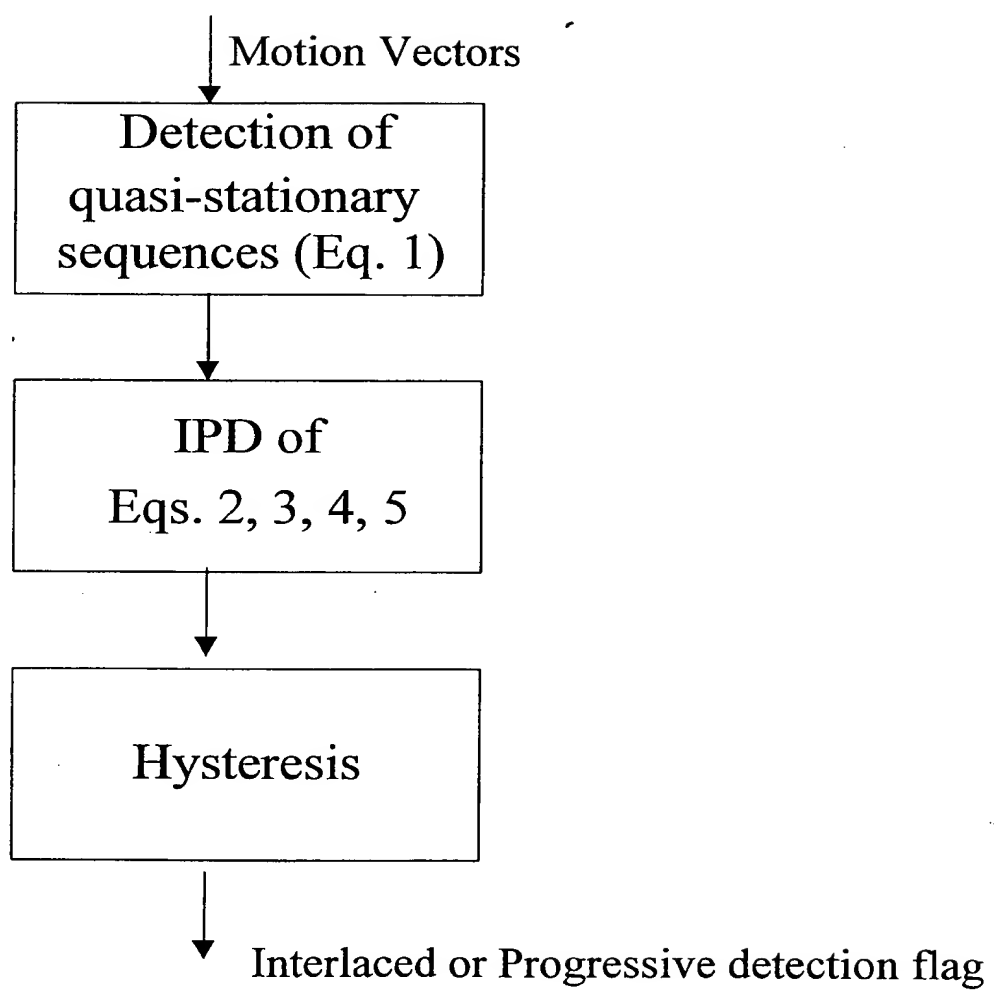 Motion Vectors
Detection of
quasi-stationary
sequences (Eq. 1)
IPD of
Eqs. 2, 3, 4, 5
Hysteresis
Interlaced or Progressive detection flag